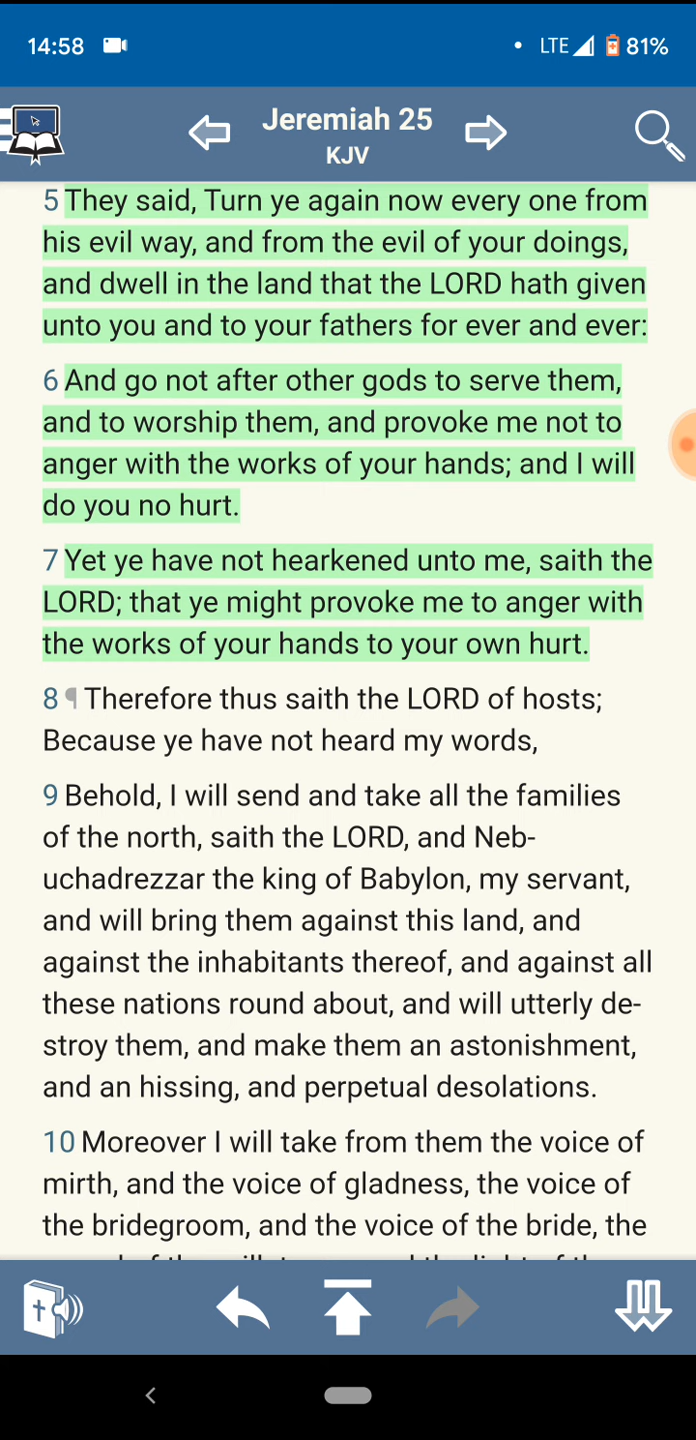 14:58
LTE 81%
Jeremiah 25
KJV
5 They said, Turn ye again now every one from
his evil way, and from the evil of your doings,
and dwell in the land that the LORD hath given
unto you and to your fathers for ever and ever:
6 And go not after other gods to serve them,
and to worship them, and provoke me not to
anger with the works of your hands; and I will
do you no hurt.
7 Yet ye have not hearkened unto me, saith the
LORD; that ye might provoke me to anger with
the works of your hands to your own hurt.
8 ¶ Therefore thus saith the LORD of hosts;
Because ye have not heard my words,
9 Behold, I will send and take all the families
of the north, saith the LORD, and Neb-
uchadrezzar the king of Babylon, my servant,
and will bring them against this land, and
against the inhabitants thereof, and against all
these nations round about, and will utterly de-
stroy them, and make them an astonishment,
and an hissing, and perpetual desolations.
10 Moreover I will take from them the voice of
mirth, and the voice of gladness, the voice of
the bridegroom, and the voice of the bride, the